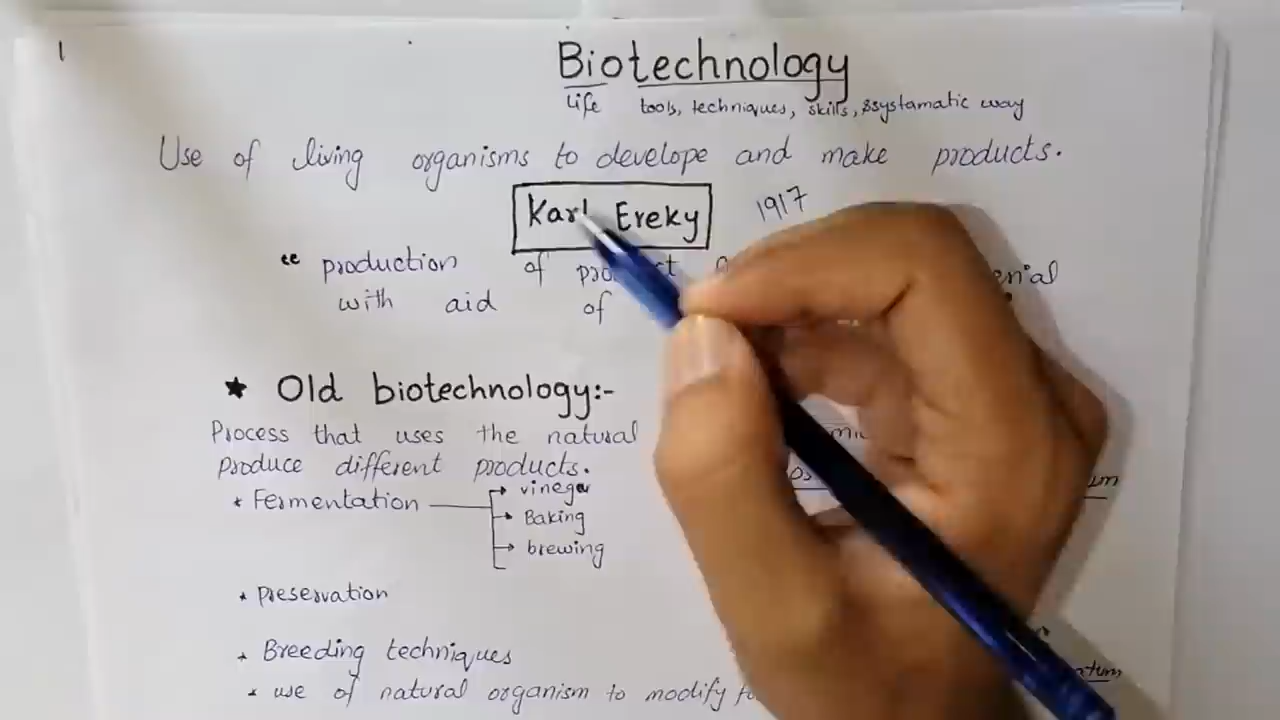 1
Biotechnology
Life tools, techniques, skills, &systamatic way
Use of living organisms to develope and make products.
Karl Ereky 1917
“ production of
with aid of
★ Old biotechnology:-
Process that uses the natural
produce different products.
* Fermentation → vinegar
→ Baking
→ brewing
* Preservation
* Breeding techniques
* use of natural organism to modify